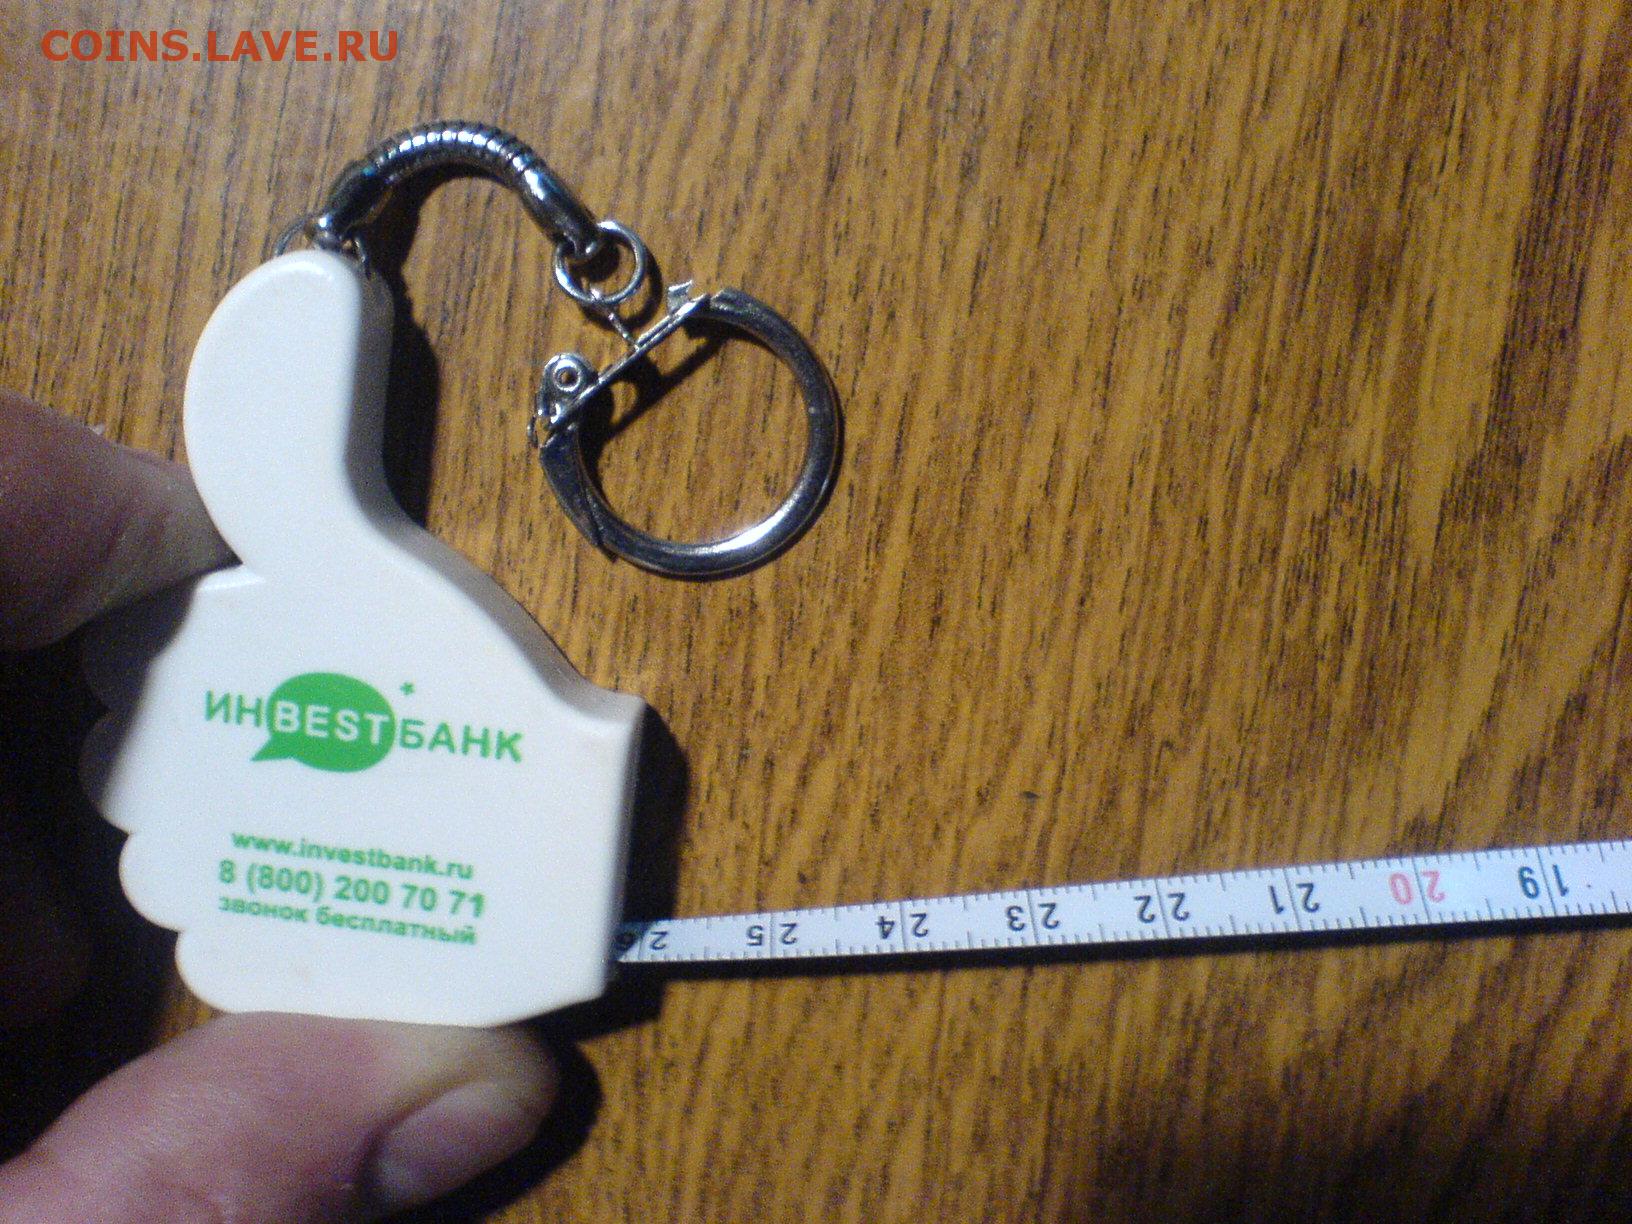 COINS.LAVE.RU
ИНBESTБАНК
www.investbank.ru
8 (800) 200 70 71
звонок бесплатный
26 25 24 23 22 21 20 19